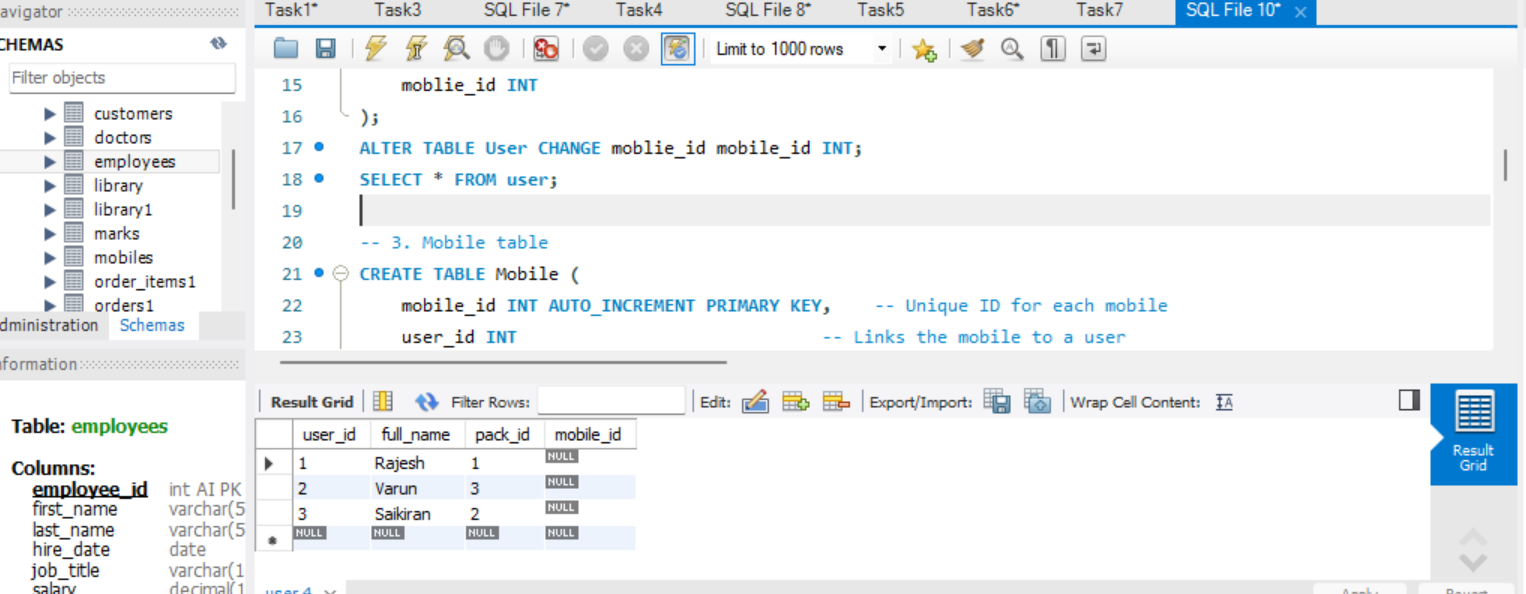 avigator
Task1* Task3 SQL File 7* Task4 SQL File 8* Task5 Task6* Task7 SQL File 10* ×
CHEMAS
Limit to 1000 rows
Filter objects
customers
doctors
employees
library
library1
marks
mobiles
order_items1
orders1
dministration Schemas
nformation
Table: employees
Columns:
employee_id int AI PK
first_name varchar(5
last_name varchar(5
hire_date date
job_title varchar(1
salary decimal(1
15 moblie_id INT
16 );
17 ALTER TABLE User CHANGE moblie_id mobile_id INT;
18 SELECT * FROM user;
19
20 -- 3. Mobile table
21 CREATE TABLE Mobile (
22 mobile_id INT AUTO_INCREMENT PRIMARY KEY, -- Unique ID for each mobile
23 user_id INT -- Links the mobile to a user
Result Grid Filter Rows: Edit: Export/Import: Wrap Cell Content:
user_id full_name pack_id mobile_id
1 Rajesh 1 NULL
2 Varun 3 NULL
3 Saikiran 2 NULL
NULL NULL NULL NULL
Result
Grid
user 4
Apply Revert